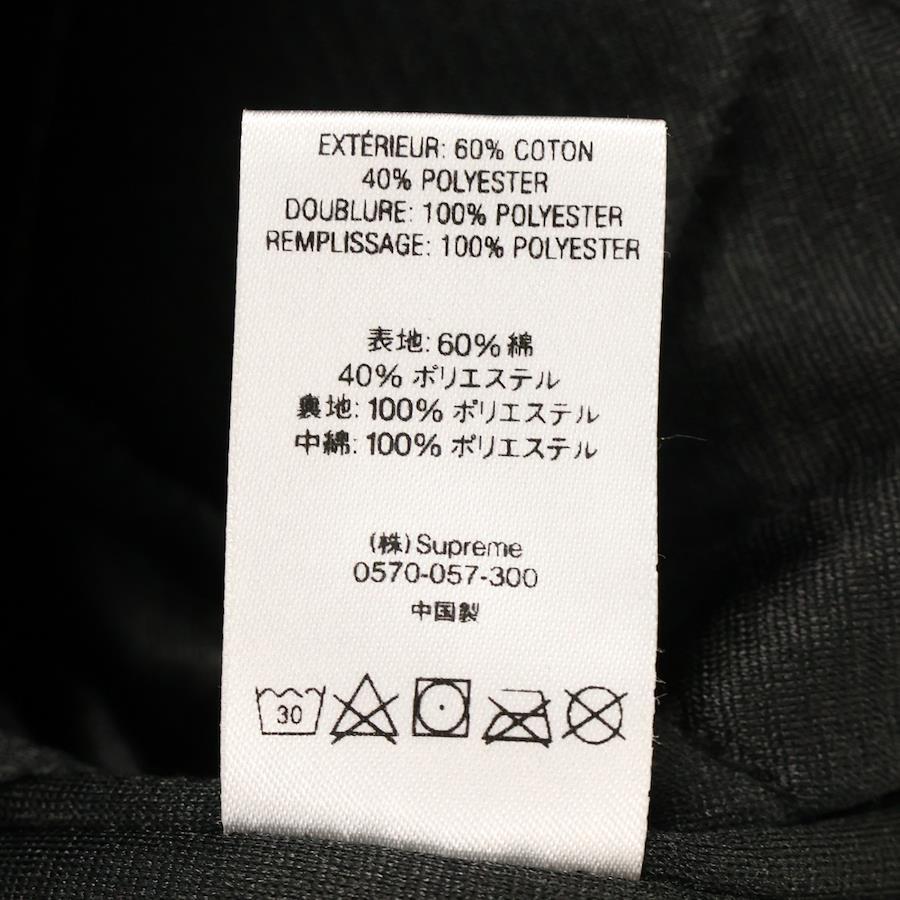 EXTÉRIEUR: 60% COTON
40% POLYESTER
DOUBLURE: 100% POLYESTER
REMPLISSAGE: 100% POLYESTER
表地: 60% 綿
40% ポリエステル
裏地: 100% ポリエステル
中綿: 100% ポリエステル
(株) Supreme
0570-057-300
中国製
30